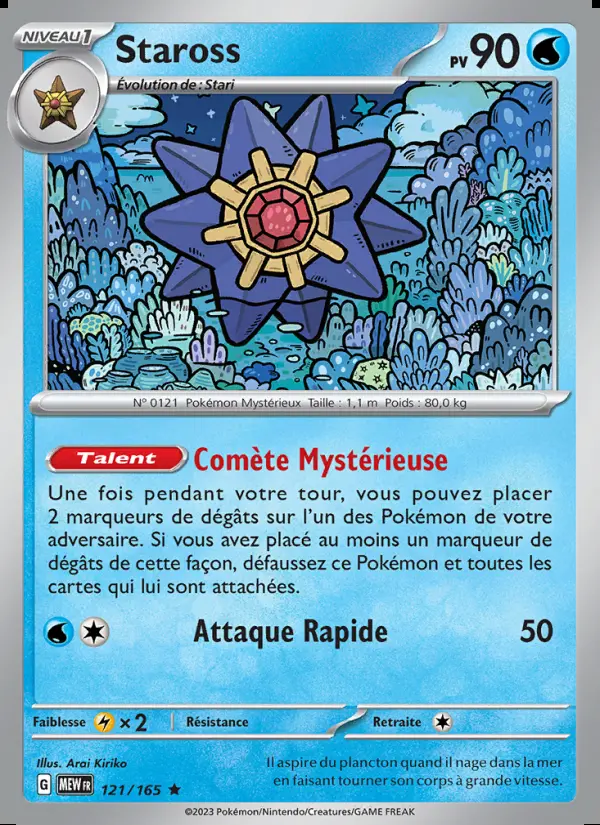 NIVEAU 1
Staross
PV 90
Évolution de : Stari
N° 0121 Pokémon Mystérieux Taille : 1,1 m Poids : 80,0 kg
Talent Comète Mystérieuse
Une fois pendant votre tour, vous pouvez placer
2 marqueurs de dégâts sur l'un des Pokémon de votre
adversaire. Si vous avez placé au moins un marqueur de
dégâts de cette façon, défaussez ce Pokémon et toutes les
cartes qui lui sont attachées.
Attaque Rapide 50
Faiblesse ×2 Résistance Retraite
Illus. Arai Kiriko
Il aspire du plancton quand il nage dans la mer
en faisant tourner son corps à grande vitesse.
G MEW FR 121/165 ★
©2023 Pokémon/Nintendo/Creatures/GAME FREAK